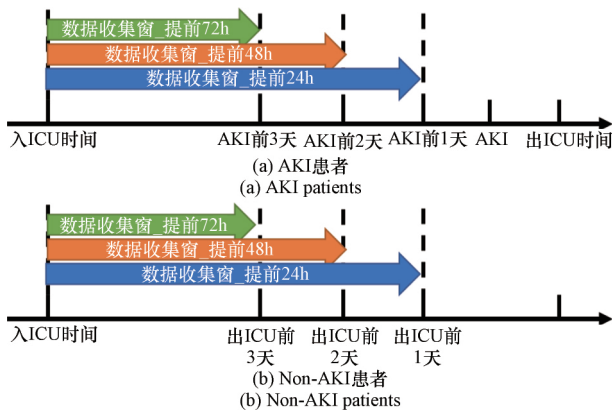 数据收集窗_提前72h
数据收集窗_提前48h
数据收集窗_提前24h
入ICU时间 AKI前3天 AKI前2天 AKI前1天 AKI 出ICU时间
(a) AKI患者
(a) AKI patients
数据收集窗_提前72h
数据收集窗_提前48h
数据收集窗_提前24h
入ICU时间 出ICU前 出ICU前 出ICU前
3天 2天 1天
(b) Non-AKI患者
(b) Non-AKI patients